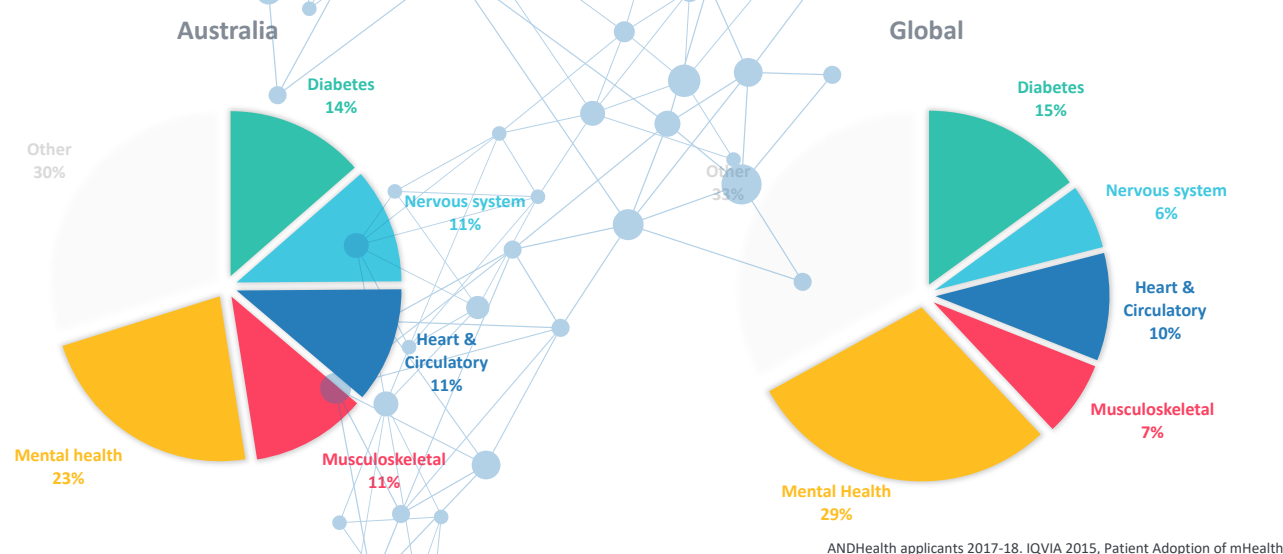 Australia
Diabetes
14%
Other
30%
Nervous system
11%
Heart &
Circulatory
11%
Musculoskeletal
11%
Mental health
23%
Global
Diabetes
15%
Other
33%
Nervous system
6%
Heart &
Circulatory
10%
Musculoskeletal
7%
Mental Health
29%
ANDHealth applicants 2017-18. IQVIA 2015, Patient Adoption of mHealth